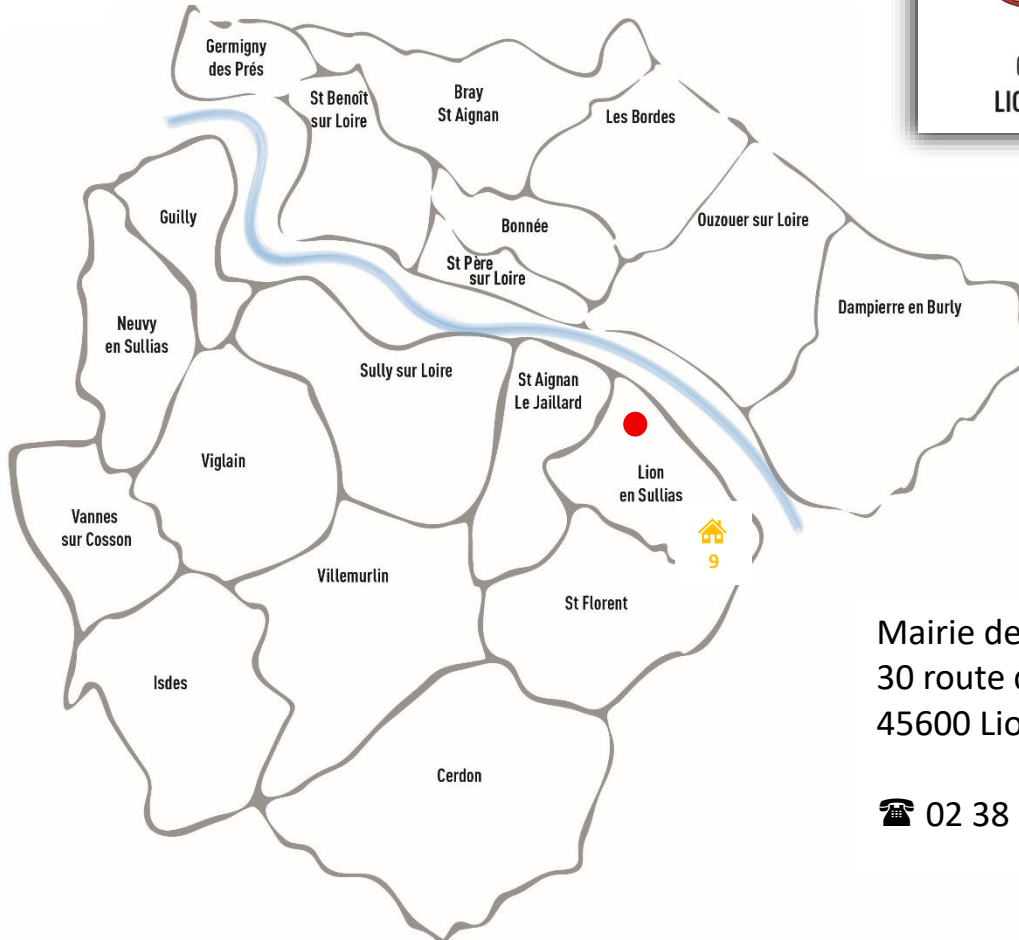 Germigny
des Prés
St Benoît
sur Loire
Bray
St Aignan
Les Bordes
Guilly
Bonnée
Ouzouer sur Loire
St Père
sur Loire
Dampierre en Burly
Neuvy
en Sullias
Sully sur Loire
St Aignan
Le Jaillard
Viglain
Lion
en Sullias
Vannes
sur Cosson
9
Villemurlin
St Florent
Isdes
Cerdon
LIO
Mairie de
30 route
45600 Lio
☎ 02 38